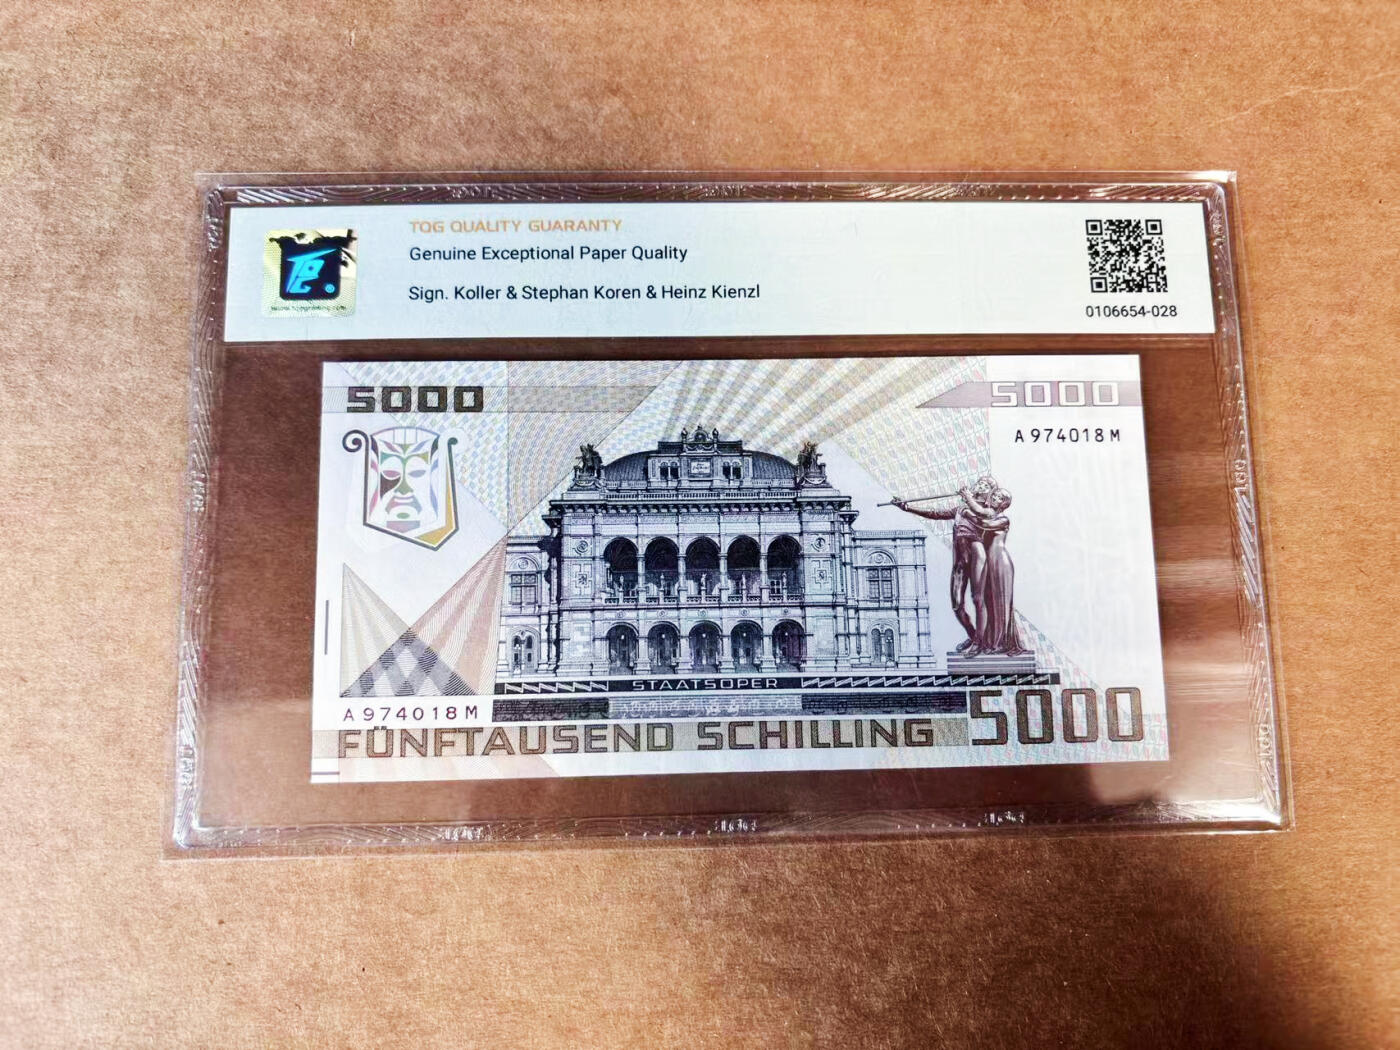 TQG QUALITY GUARANTY
Genuine Exceptional Paper Quality
Sign. Koller & Stephan Koren & Heinz Kienzl
0106654-028
5000
5000
A974018M
STAATSOPER
A974018M
FÜNFTAUSEND SCHILLING
5000